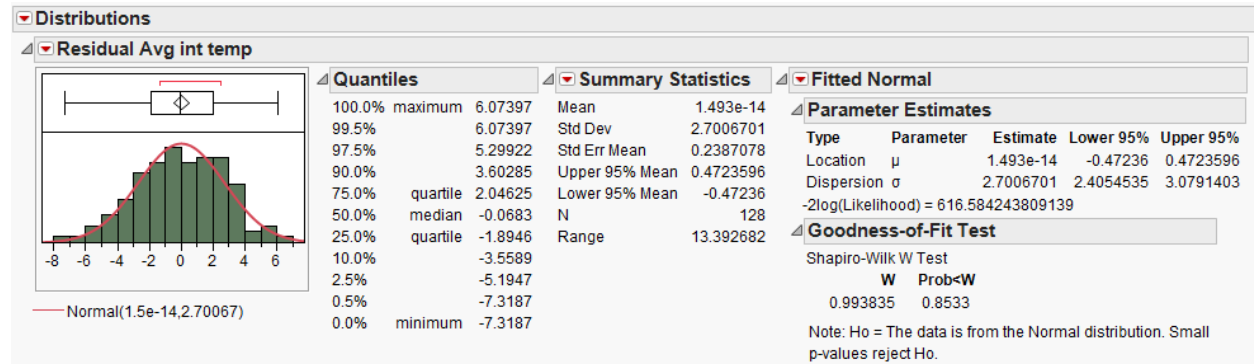 Distributions
Residual Avg int temp
-8 -6 -4 -2 0 2 4 6
Normal(1.5e-14,2.70067)
Quantiles
100.0% maximum 6.07397
99.5% 6.07397
97.5% 5.29922
90.0% 3.60285
75.0% quartile 2.04625
50.0% median -0.0683
25.0% quartile -1.8946
10.0% -3.5589
2.5% -5.1947
0.5% -7.3187
0.0% minimum -7.3187
Summary Statistics
Mean 1.493e-14
Std Dev 2.7006701
Std Err Mean 0.2387078
Upper 95% Mean 0.4723596
Lower 95% Mean -0.47236
N 128
Range 13.392682
Fitted Normal
Parameter Estimates
Type Parameter Estimate Lower 95% Upper 95%
Location μ 1.493e-14 -0.47236 0.4723596
Dispersion σ 2.7006701 2.4054535 3.0791403
-2log(Likelihood) = 616.584243809139
Goodness-of-Fit Test
Shapiro-Wilk W Test
W Prob<W
0.993835 0.8533
Note: Ho = The data is from the Normal distribution. Small
p-values reject Ho.